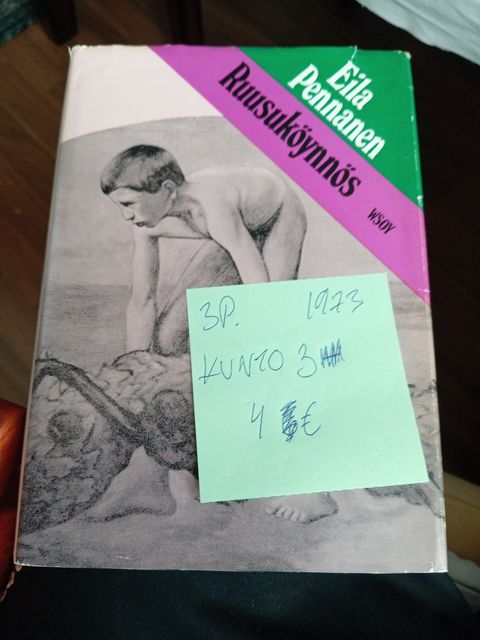 Eila
Pennanen
Ruusuköynnös
WSOY
3P. 1973
KUNTO 3
4 €